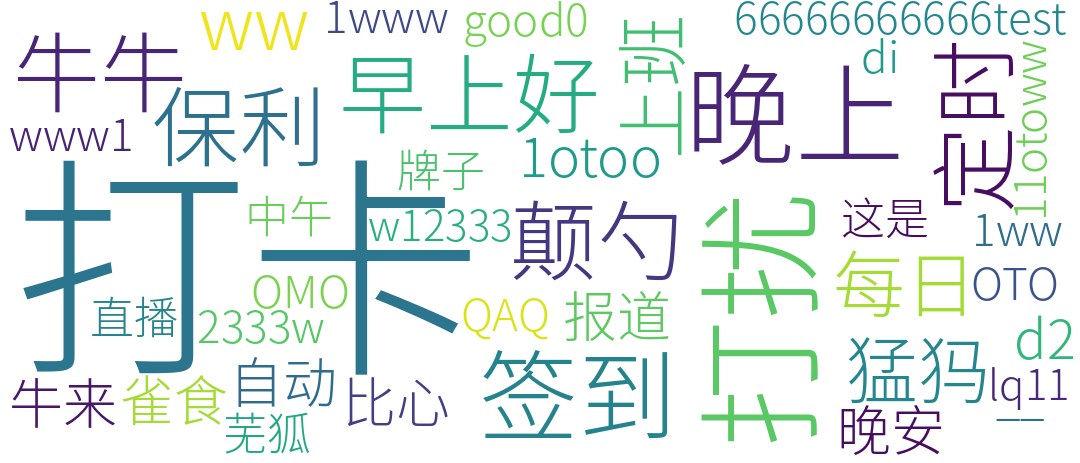 牛牛
ww
1www
good0
上班
66666666666test
di
定时
11otoww
www1
保利
早上好
晚上
1otoo
打卡
牌子
中午
w12333
颠勺
打扰
这是
1ww
OMO
直播
2333w
QAQ
报道
每日
OTO
d2
牛来
雀食
自动
芜狐
比心
签到
猛犸
lq11
晚安
一一